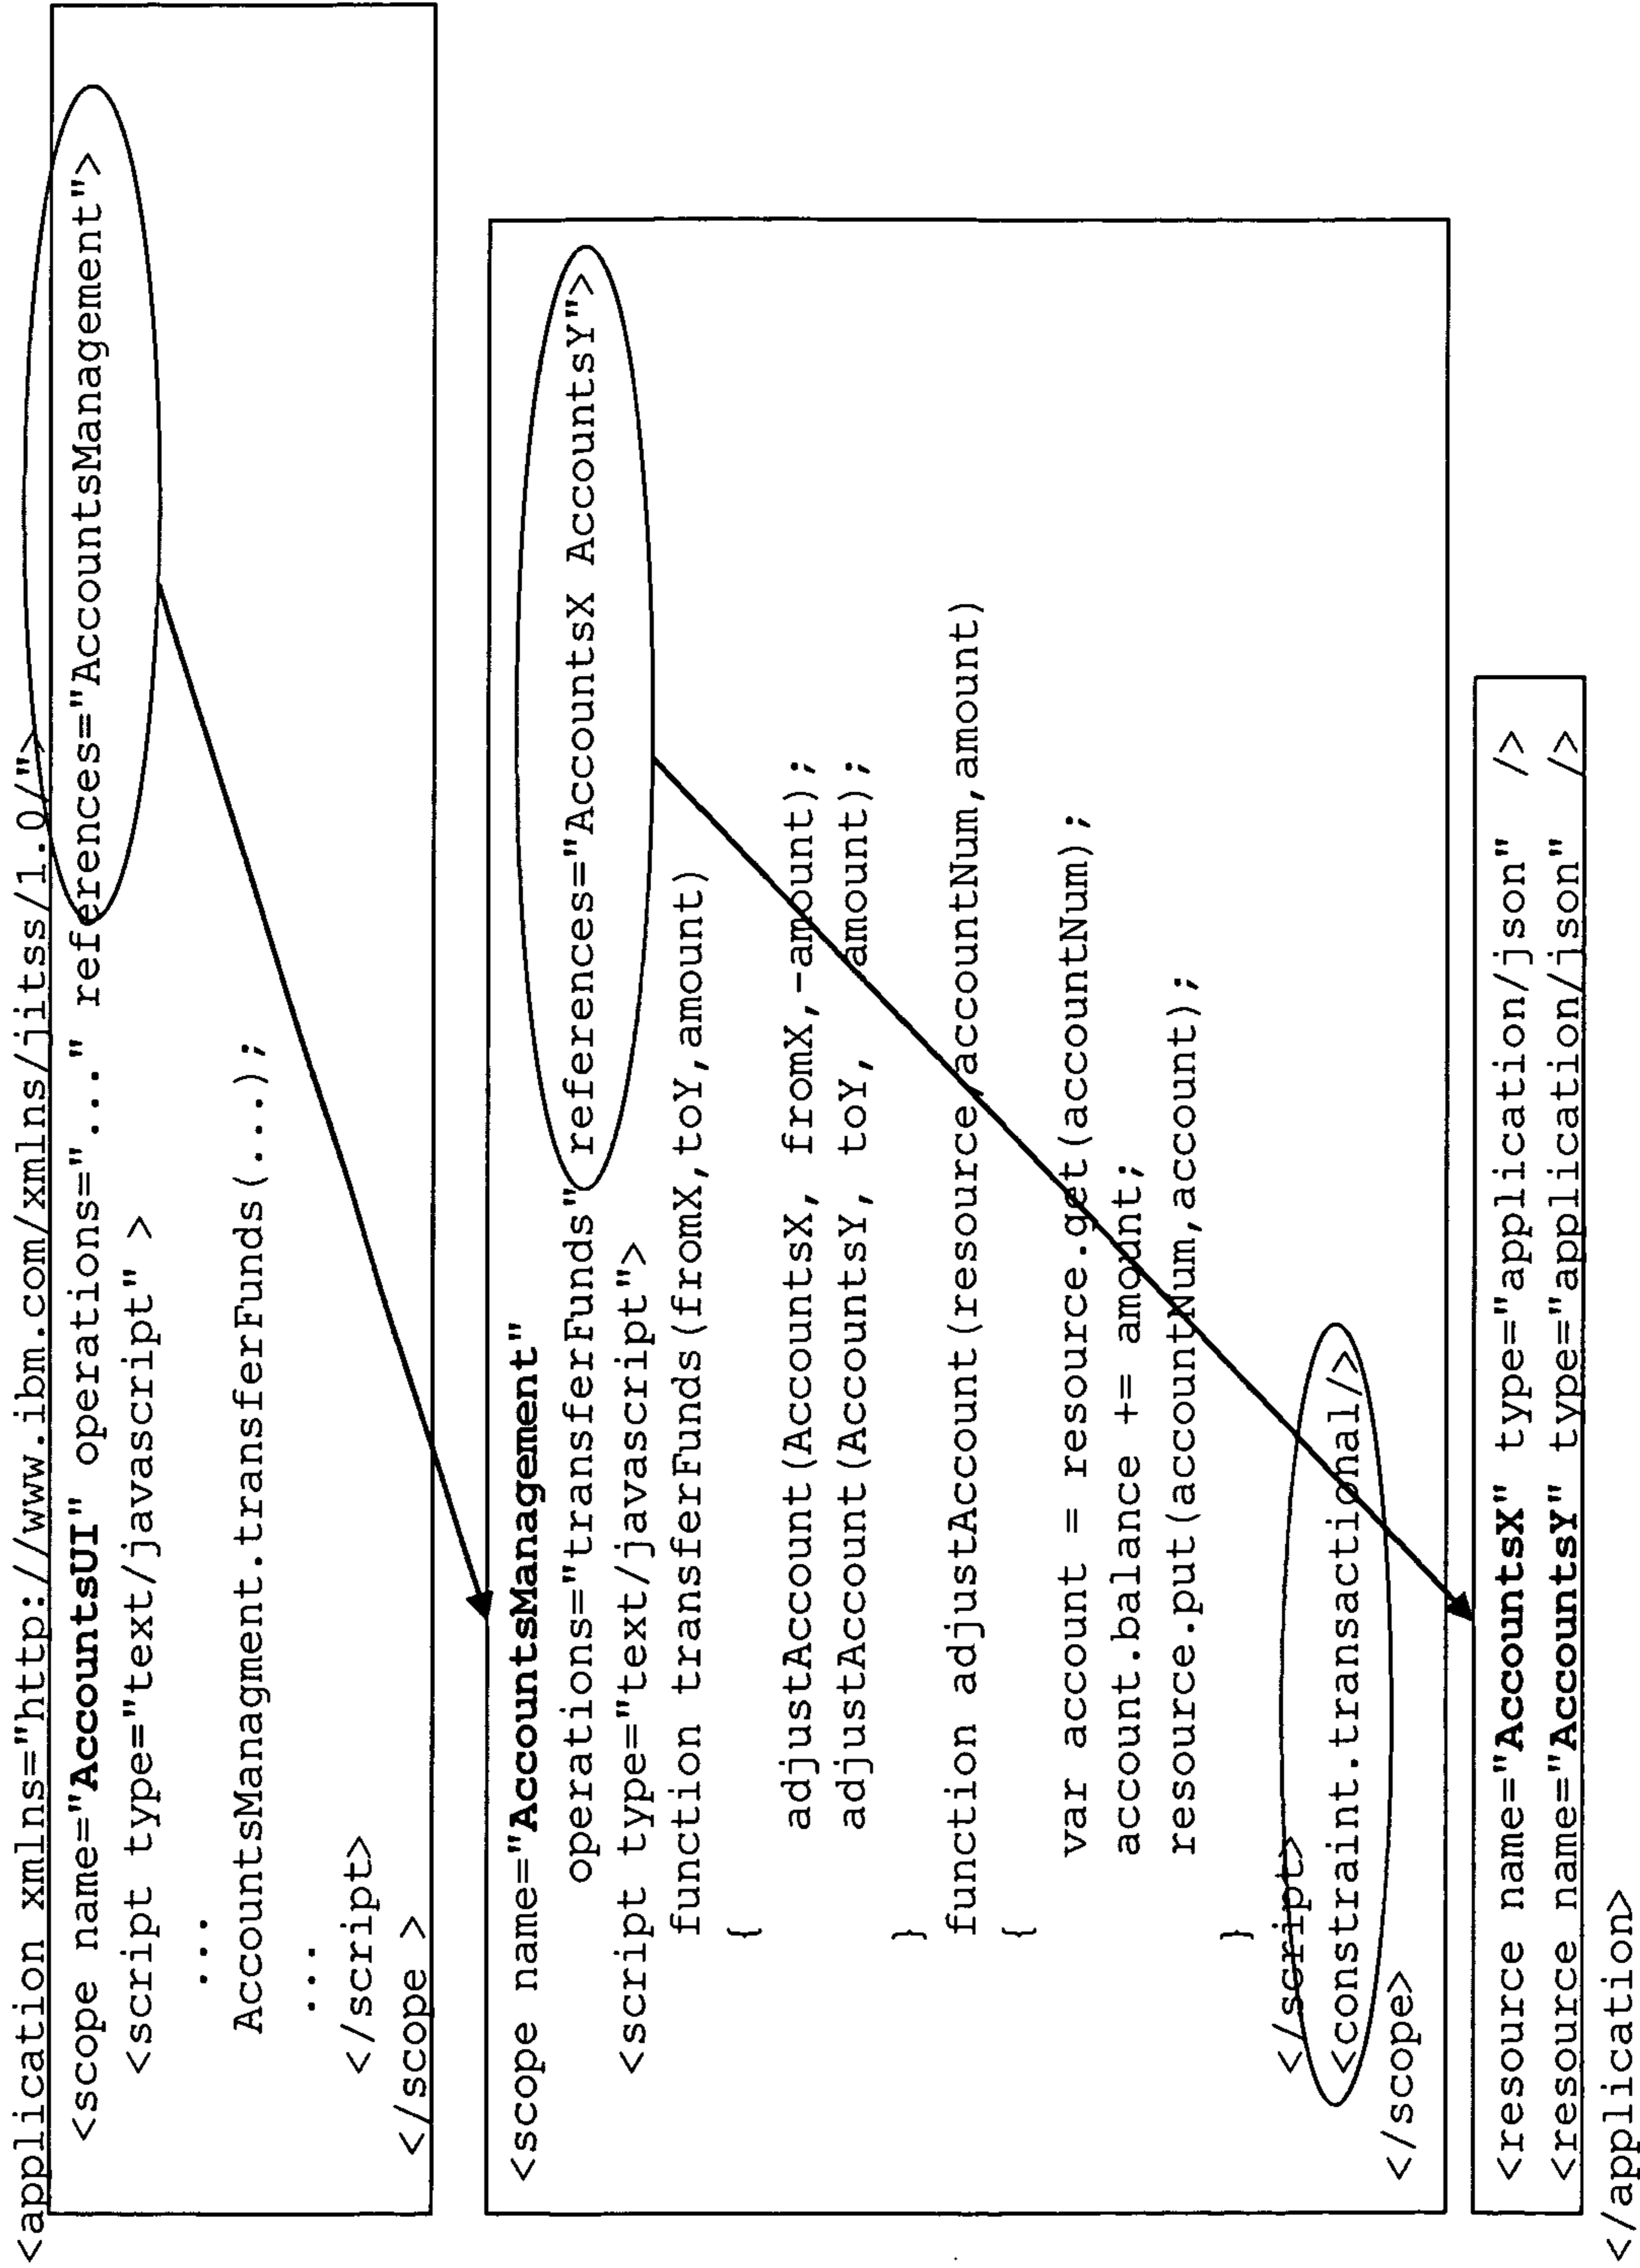 <application xmlns="http://www.ibm.com/xmlns/jitss/1.0/">
<scope name="AccountsUI" operations="..." references="AccountsManagement">
<script type="text/javascript" >
...
AccountsManagment.transferFunds(...);
...
</script>
</scope >
<scope name="AccountsManagement"
operations="transferFunds" references="AccountsX AccountsY">
<script type="text/javascript">
function transferFunds(fromX,toY,amount)
{
adjustAccount(AccountsX, fromX,-amount);
adjustAccount(AccountsY, toY, amount);
}
function adjustAccount(resource,accountNum,amount)
{
var account = resource.get(accountNum);
account.balance += amount;
resource.put(accountNum,account);
}
</script>
<constraint.transactional/>
</scope>
<resource name="AccountsX" type="application/json" />
<resource name="AccountsY" type="application/json" />
</application>